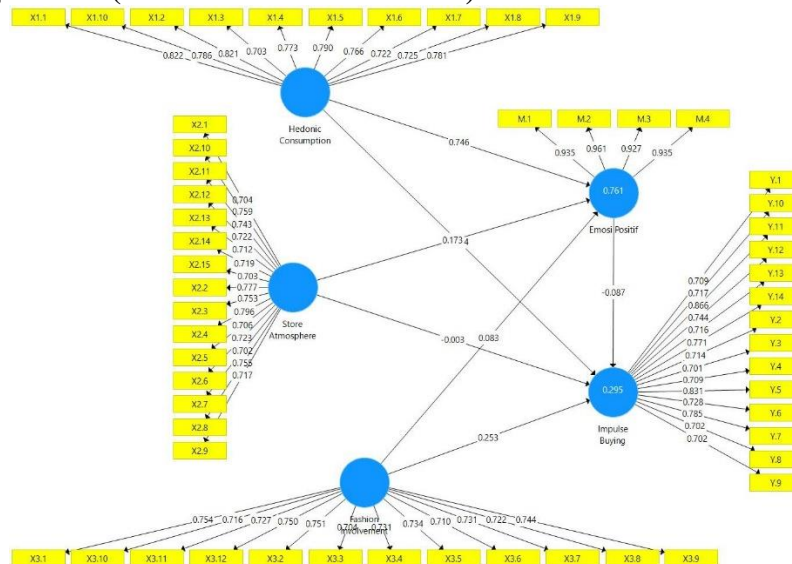 X1.1 X1.10 X1.2 X1.3 X1.4 X1.5 X1.6 X1.7 X1.8 X1.9
0.822 0.786 0.821 0.703 0.773 0.790 0.766 0.722 0.725 0.781
Hedonic
Consumption
M.1 M.2 M.3 M.4
0.935 0.961 0.927 0.935
0.746
0.761
Emosi Positif
X2.1
X2.10
X2.11
X2.12
X2.13
X2.14
X2.15
X2.2
X2.3
X2.4
X2.5
X2.6
X2.7
X2.8
X2.9
0.704
0.759
0.743
0.722
0.712
0.719
0.703
0.777
0.753
0.796
0.706
0.723
0.702
0.755
0.717
Store
Atmosphere
0.173
-0.087
-0.003
0.083
0.253
0.295
Impulse
Buying
Y.1
Y.10
Y.11
Y.12
Y.13
Y.14
Y.2
Y.3
Y.4
Y.5
Y.6
Y.7
Y.8
Y.9
0.709
0.717
0.866
0.744
0.716
0.771
0.714
0.701
0.709
0.831
0.728
0.785
0.702
0.702
Fashion
Involvement
0.754 0.716 0.727 0.750 0.751 0.704 0.731 0.734 0.710 0.731 0.722 0.744
X3.1 X3.10 X3.11 X3.12 X3.2 X3.3 X3.4 X3.5 X3.6 X3.7 X3.8 X3.9